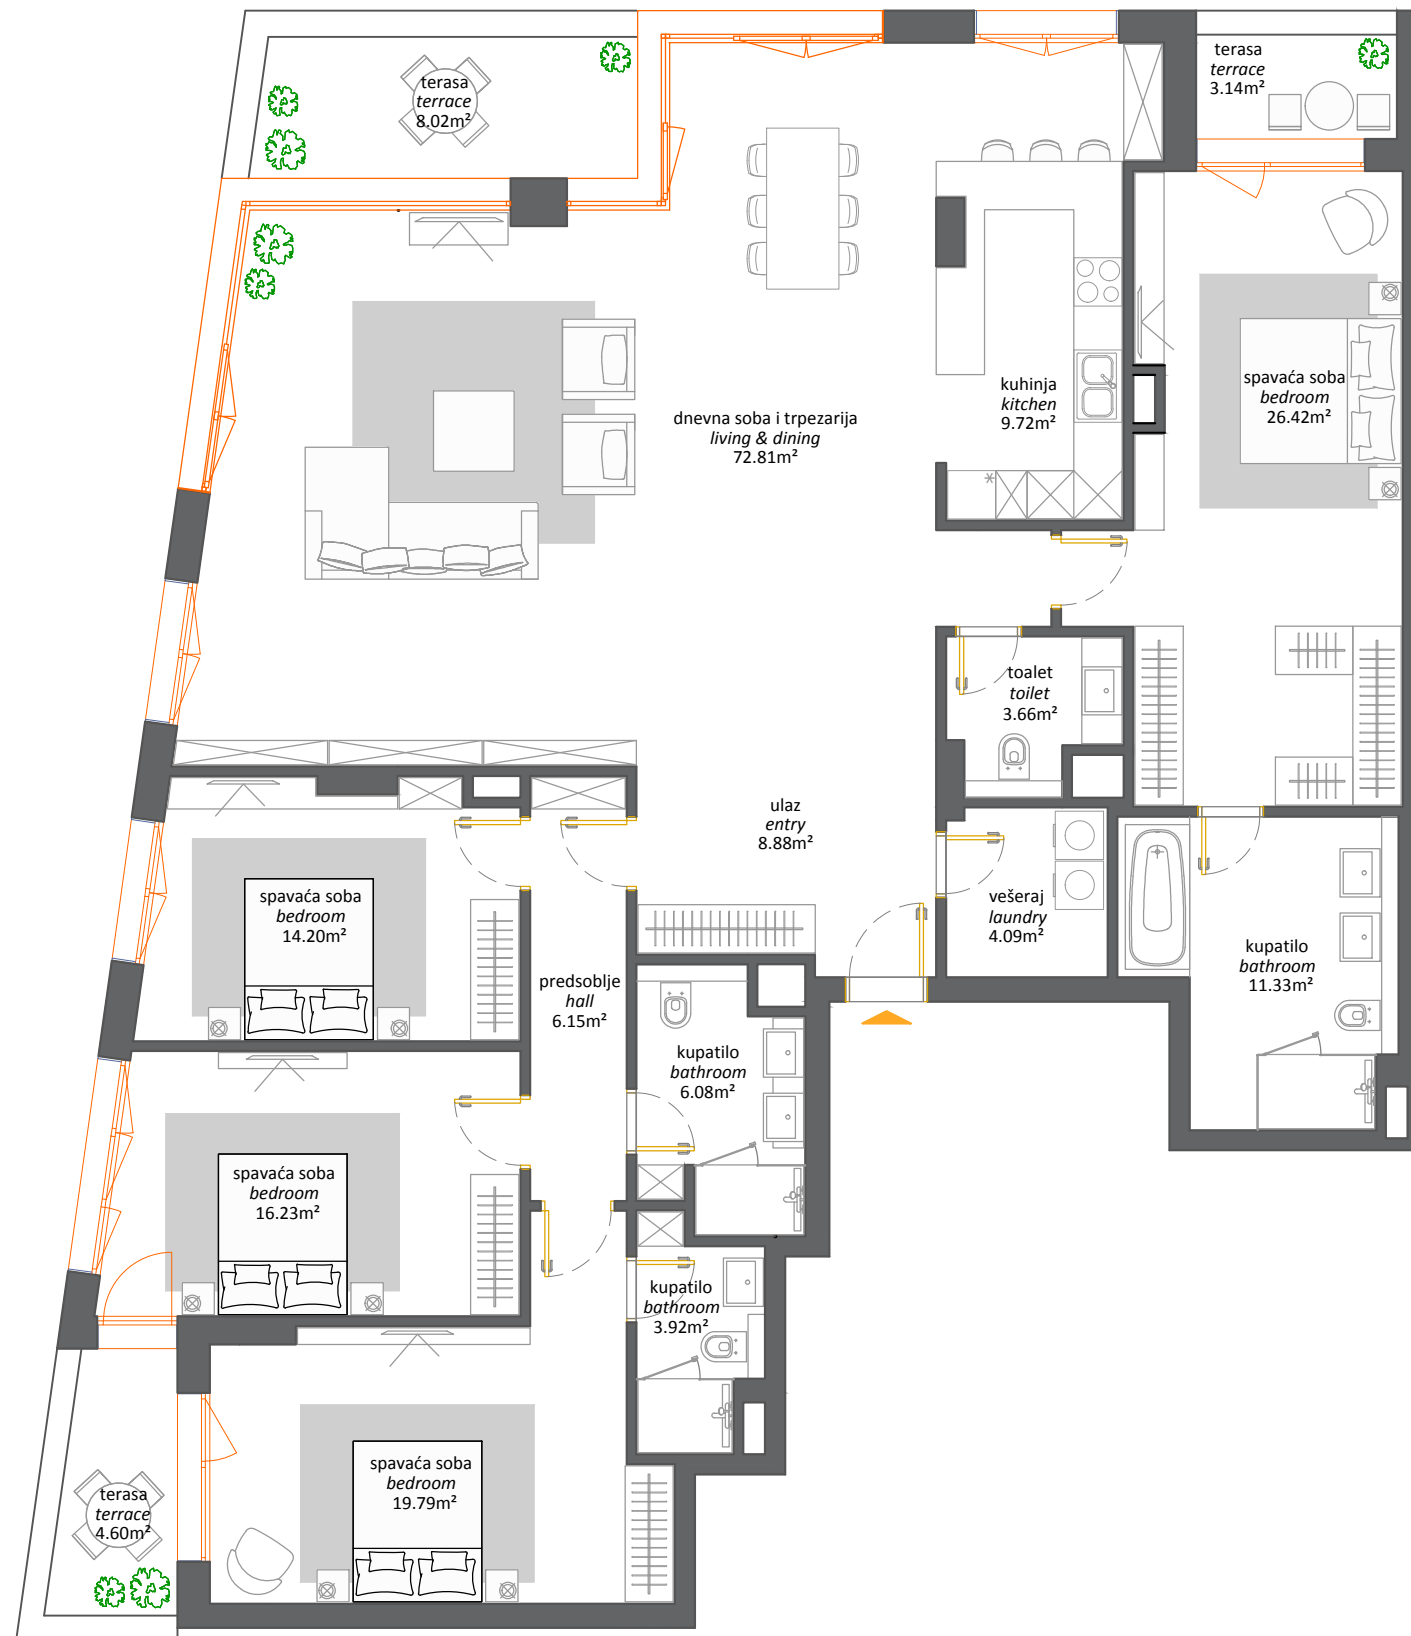 terasa
terrace
8.02m²
terasa
terrace
3.14m²
dnevna soba i trpezarija
living & dining
72.81m²
kuhinja
kitchen
9.72m²
spavaća soba
bedroom
26.42m²
toalet
toilet
3.66m²
ulaz
entry
8.88m²
vešeraj
laundry
4.09m²
kupatilo
bathroom
11.33m²
spavaća soba
bedroom
14.20m²
predsoblje
hall
6.15m²
kupatilo
bathroom
6.08m²
spavaća soba
bedroom
16.23m²
kupatilo
bathroom
3.92m²
spavaća soba
bedroom
19.79m²
terasa
terrace
4.60m²